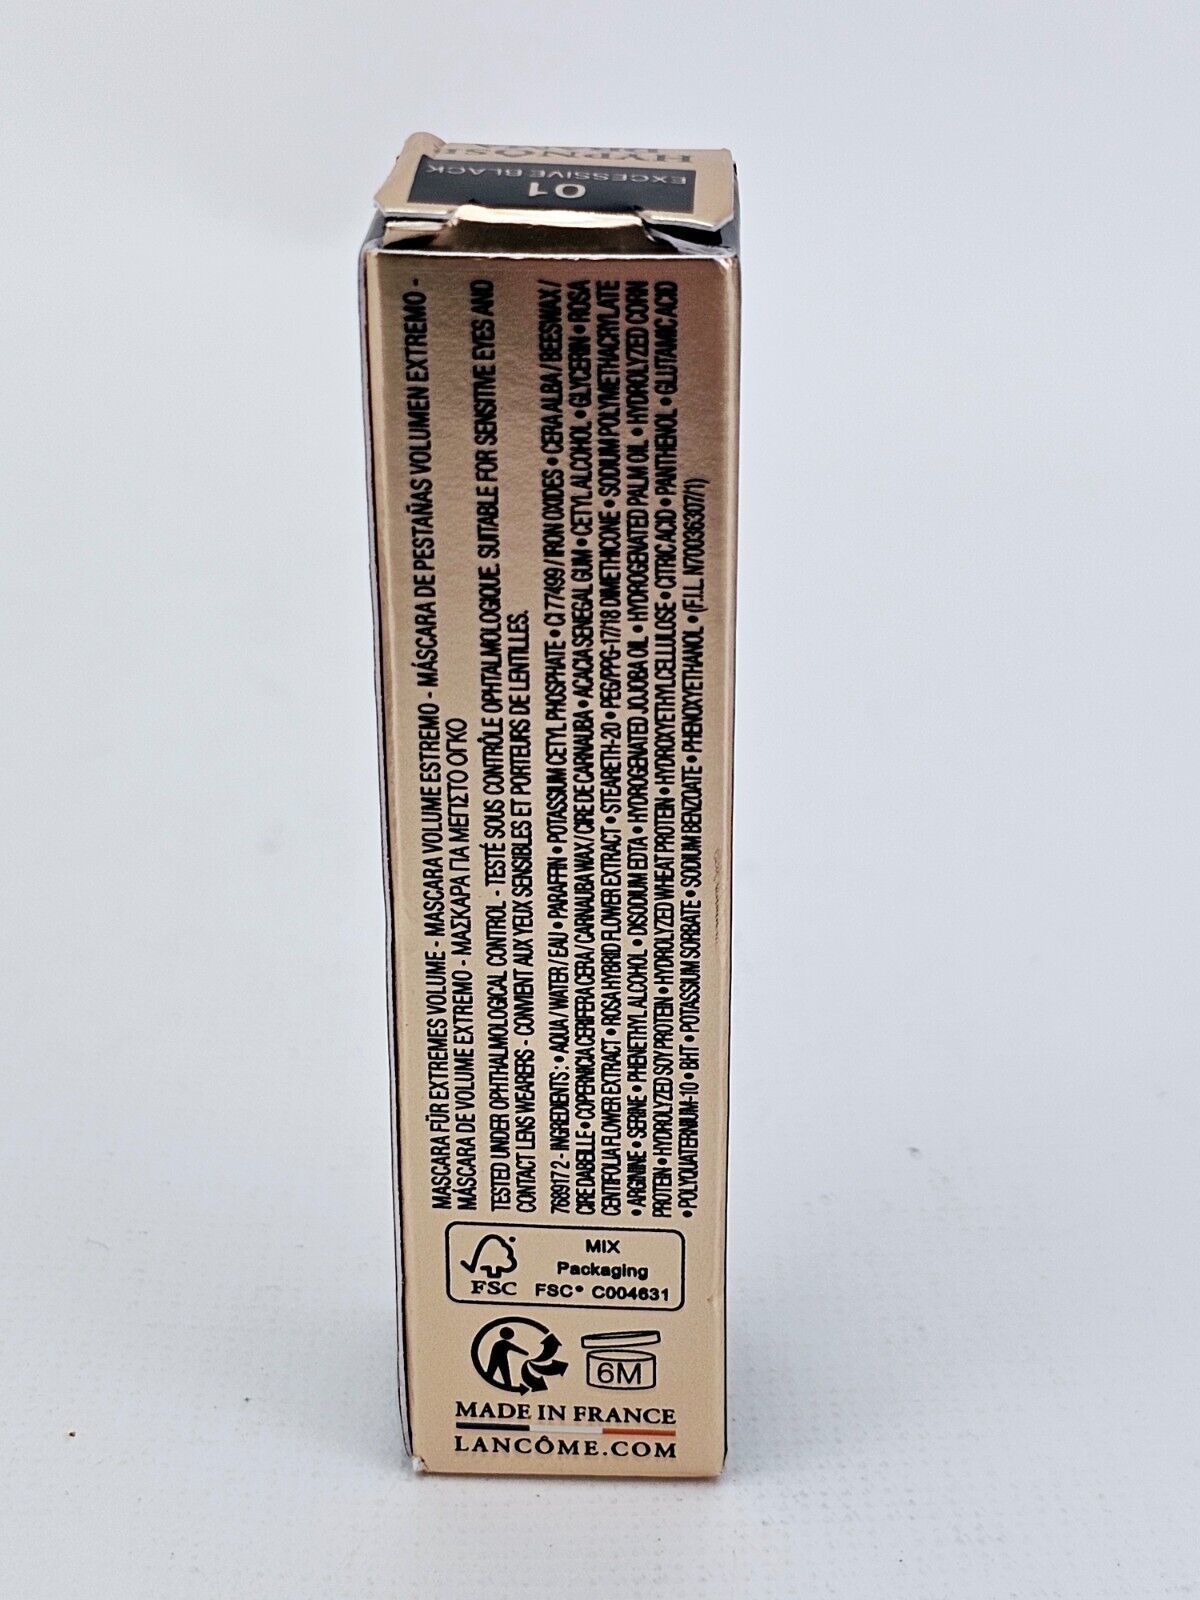 HYPNÔSE
EXCESSIVE BLACK
01
MASCARA FÜR EXTREMES VOLUME - MASCARA VOLUME ESTREMO - MÁSCARA DE PESTAÑAS VOLUMEN EXTREMO -
MÁSCARA DE VOLUME EXTREMO - ΜΑΣΚΑΡΑ ΓΙΑ ΜΕΓΙΣΤΟ ΟΓΚΟ
TESTED UNDER OPHTHALMOLOGICAL CONTROL - TESTÉ SOUS CONTRÔLE OPHTALMOLOGIQUE. SUITABLE FOR SENSITIVE EYES AND
CONTACT LENS WEARERS - CONVIENT AUX YEUX SENSIBLES ET PORTEURS DE LENTILLES.
768917 2 - INGREDIENTS : • AQUA / WATER / EAU • PARAFFIN • POTASSIUM CETYL PHOSPHATE • CI 77499 / IRON OXIDES • CERA ALBA / BEESWAX /
CIRE D'ABEILLE • COPERNICIA CERIFERA CERA / CARNAUBA WAX / CIRE DE CARNAUBA • ACACIA SENEGAL GUM • CETYL ALCOHOL • GLYCERIN • ROSA
CENTIFOLIA FLOWER EXTRACT • ROSA HYBRID FLOWER EXTRACT • STEARETH-20 • PEG/PPG-17/18 DIMETHICONE • SODIUM POLYMETHACRYLATE
• ARGININE • SERINE • PHENETHYL ALCOHOL • DISODIUM EDTA • HYDROGENATED JOJOBA OIL • HYDROGENATED PALM OIL • HYDROLYZED CORN
PROTEIN • HYDROLYZED SOY PROTEIN • HYDROLYZED WHEAT PROTEIN • HYDROXYETHYLCELLULOSE • CITRIC ACID • PANTHENOL • GLUTAMIC ACID
• POLYQUATERNIUM-10 • BHT • POTASSIUM SORBATE • SODIUM BENZOATE • PHENOXYETHANOL • (F.I.L. N70036307/1)
MIX
Packaging
FSC FSC® C004631
6M
MADE IN FRANCE
LANCÔME.COM